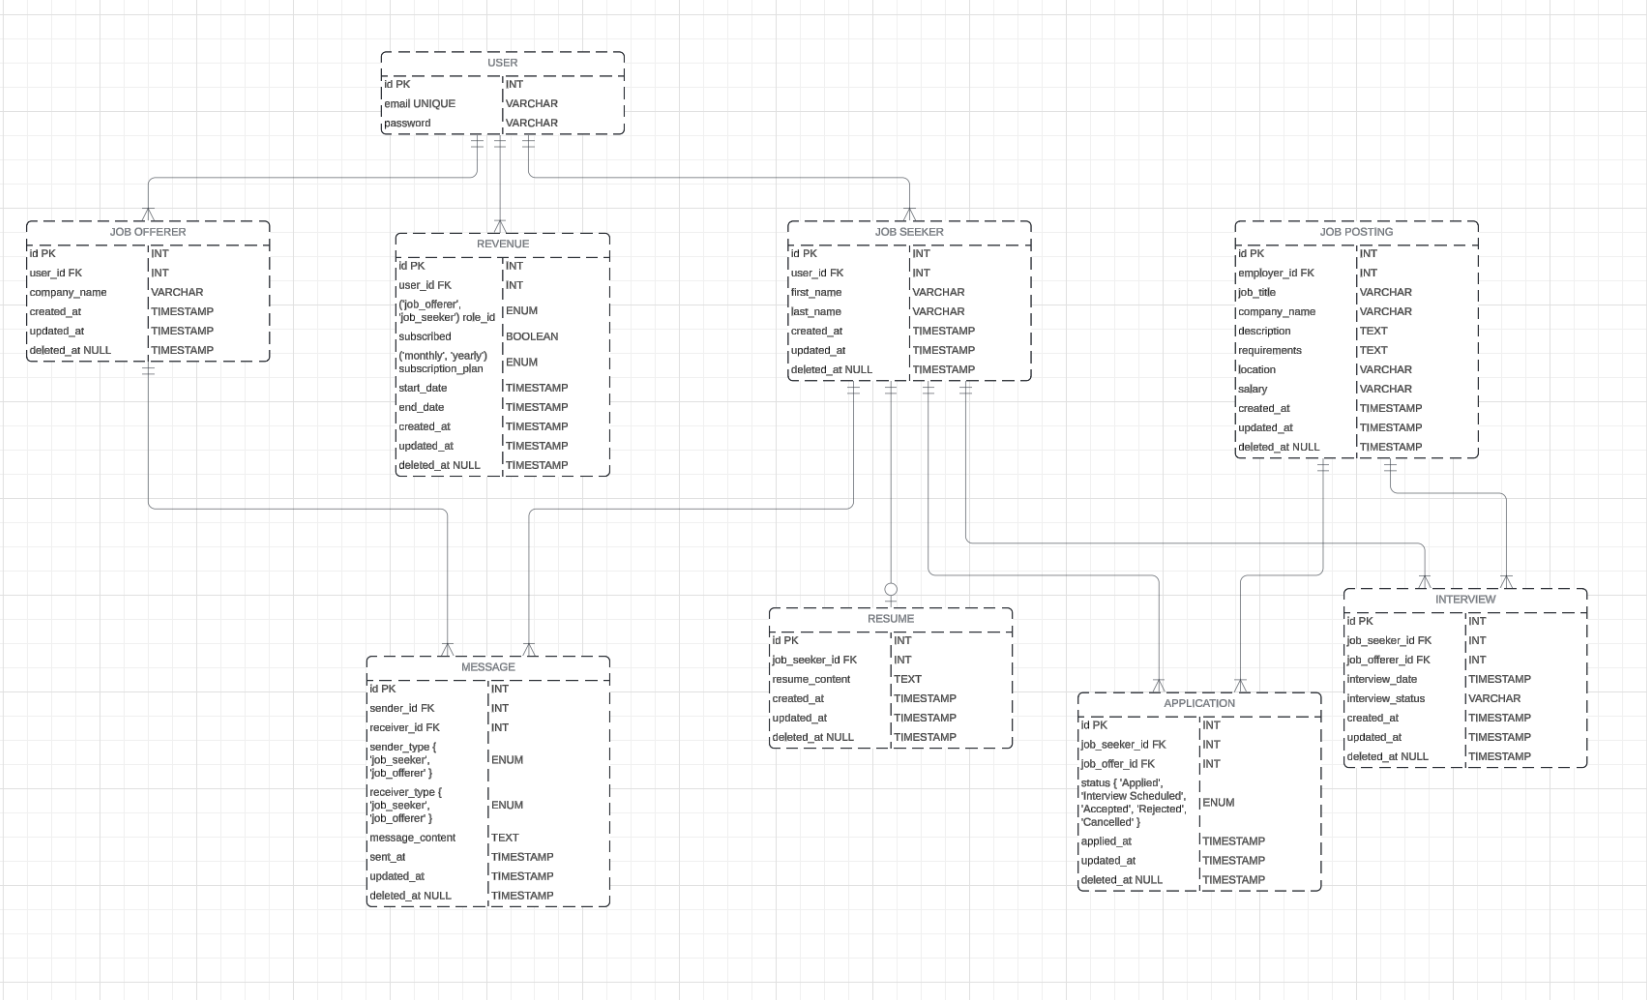 USER
id PK INT
email UNIQUE VARCHAR
password VARCHAR
JOB OFFERER
id PK INT
user_id FK INT
company_name VARCHAR
created_at TIMESTAMP
updated_at TIMESTAMP
deleted_at NULL TIMESTAMP
REVENUE
id PK INT
user_id FK INT
('job_offerer',
'job_seeker') role_id ENUM
subscribed BOOLEAN
('monthly', 'yearly')
subscription_plan ENUM
start_date TIMESTAMP
end_date TIMESTAMP
created_at TIMESTAMP
updated_at TIMESTAMP
deleted_at NULL TIMESTAMP
JOB SEEKER
id PK INT
user_id FK INT
first_name VARCHAR
last_name VARCHAR
created_at TIMESTAMP
updated_at TIMESTAMP
deleted_at NULL TIMESTAMP
JOB POSTING
id PK INT
employer_id FK INT
job_title VARCHAR
company_name VARCHAR
description TEXT
requirements TEXT
location VARCHAR
salary VARCHAR
created_at TIMESTAMP
updated_at TIMESTAMP
deleted_at NULL TIMESTAMP
MESSAGE
id PK INT
sender_id FK INT
receiver_id FK INT
sender_type {
'job_seeker', ENUM
'job_offerer' }
receiver_type {
'job_seeker', ENUM
'job_offerer' }
message_content TEXT
sent_at TIMESTAMP
updated_at TIMESTAMP
deleted_at NULL TIMESTAMP
RESUME
id PK INT
job_seeker_id FK INT
resume_content TEXT
created_at TIMESTAMP
updated_at TIMESTAMP
deleted_at NULL TIMESTAMP
APPLICATION
id PK INT
job_seeker_id FK INT
job_offer_id FK INT
status { 'Applied',
'Interview Scheduled', ENUM
'Accepted', 'Rejected',
'Cancelled' }
applied_at TIMESTAMP
updated_at TIMESTAMP
deleted_at NULL TIMESTAMP
INTERVIEW
id PK INT
job_seeker_id FK INT
job_offerer_id FK INT
interview_date TIMESTAMP
interview_status VARCHAR
created_at TIMESTAMP
updated_at TIMESTAMP
deleted_at NULL TIMESTAMP